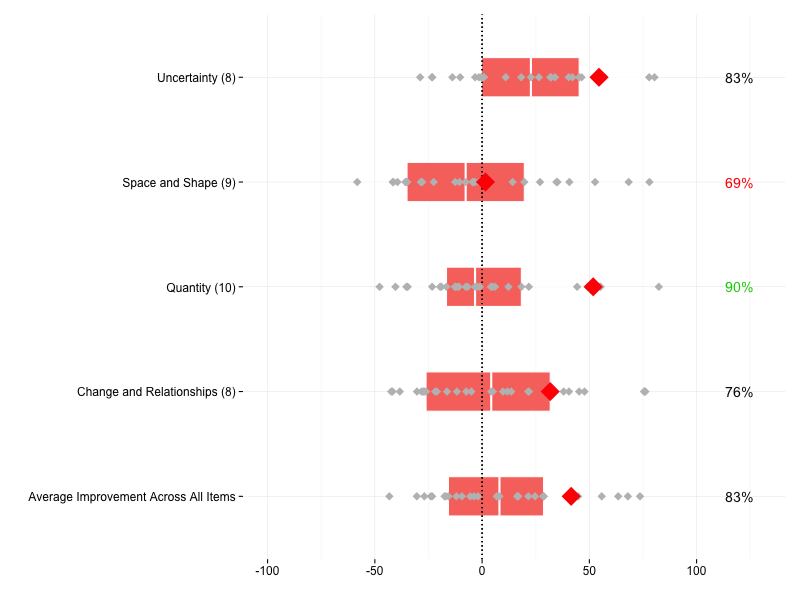 Uncertainty (8)
83%
Space and Shape (9)
69%
Quantity (10)
90%
Change and Relationships (8)
76%
Average Improvement Across All Items
83%
-100 -50 0 50 100